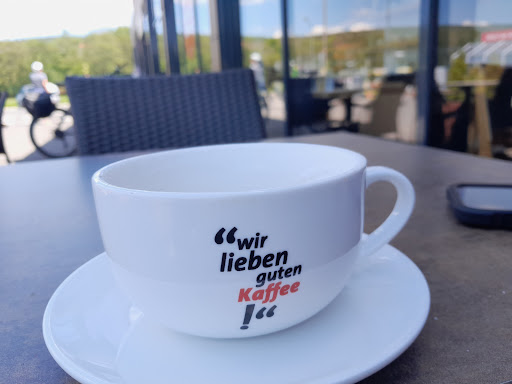 “wir
lieben
guten
Kaffee
!“